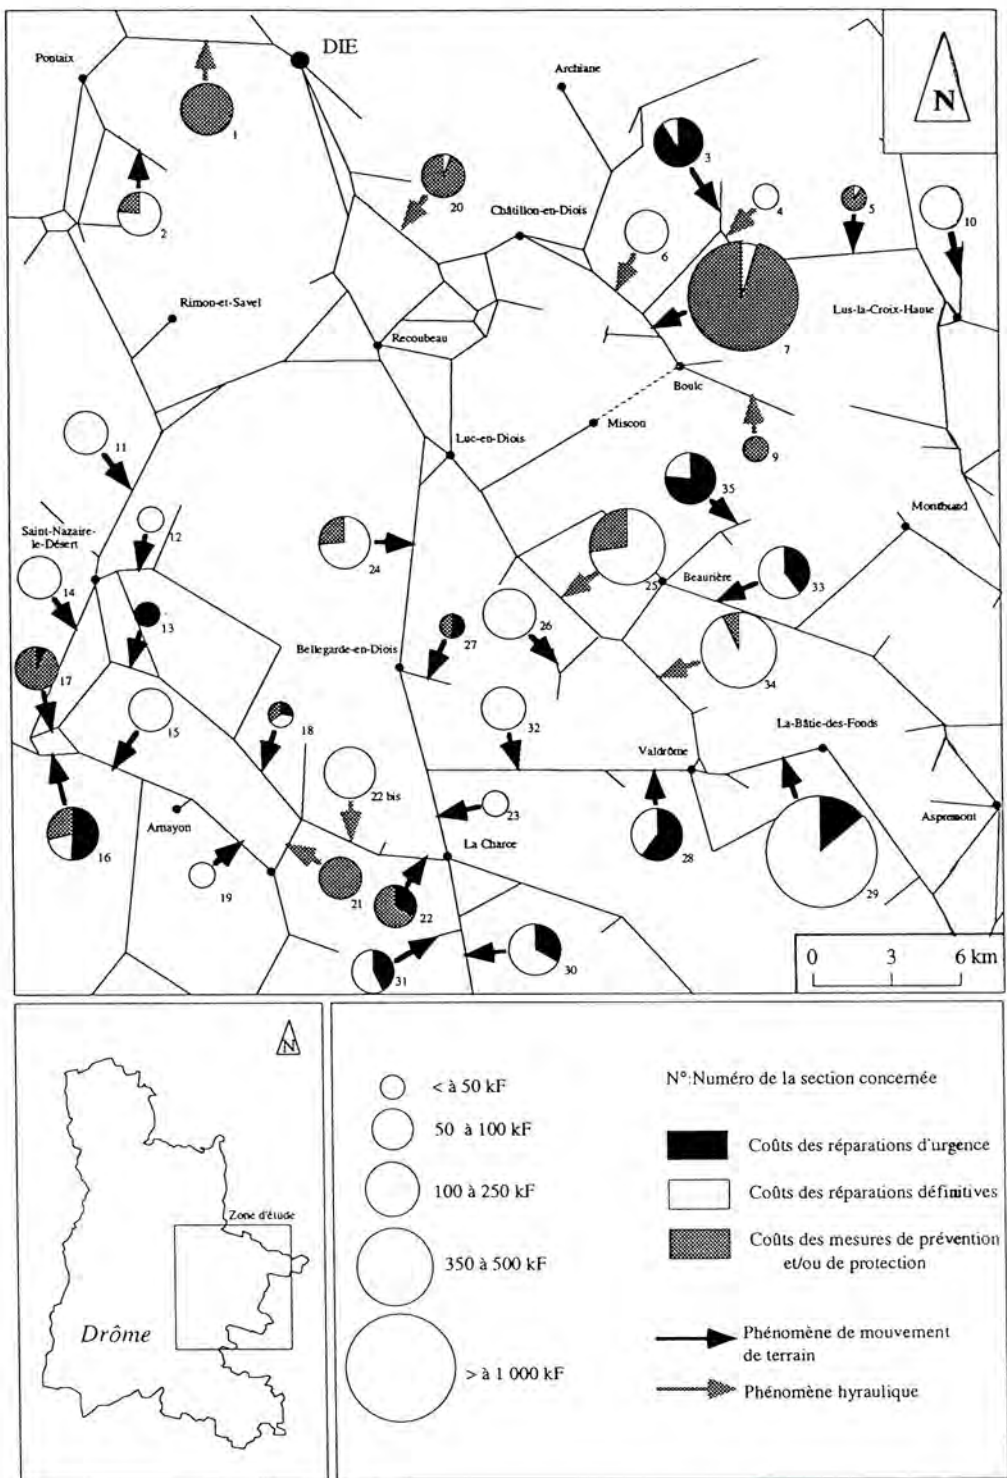 DIE
N
Pontaix
Archiane
1
3
20
4
5
10
2
Châtillon-en-Diois
6
Rimon-et-Savel
Lus-la-Croix-Haute
Recoubeau
7
Boulc
Miscon
11
Luc-en-Diois
9
35
Saint-Nazaire-
le-Désert
12
Montbrand
24
25
Beaurière
33
14
13
26
27
17
Bellegarde-en-Diois
34
15
18
32
La-Bâtie-des-Fonds
Valdrôme
22 bis
23
Arnayon
Aspremont
16
La Charce
28
19
21
22
29
31
30
0 3 6 km
N
Zone d'étude
Drôme
< à 50 kF
50 à 100 kF
100 à 250 kF
350 à 500 kF
> à 1 000 kF
N°:Numéro de la section concernée
Coûts des réparations d'urgence
Coûts des réparations définitives
Coûts des mesures de prévention
et/ou de protection
Phénomène de mouvement
de terrain
Phénomène hyraulique